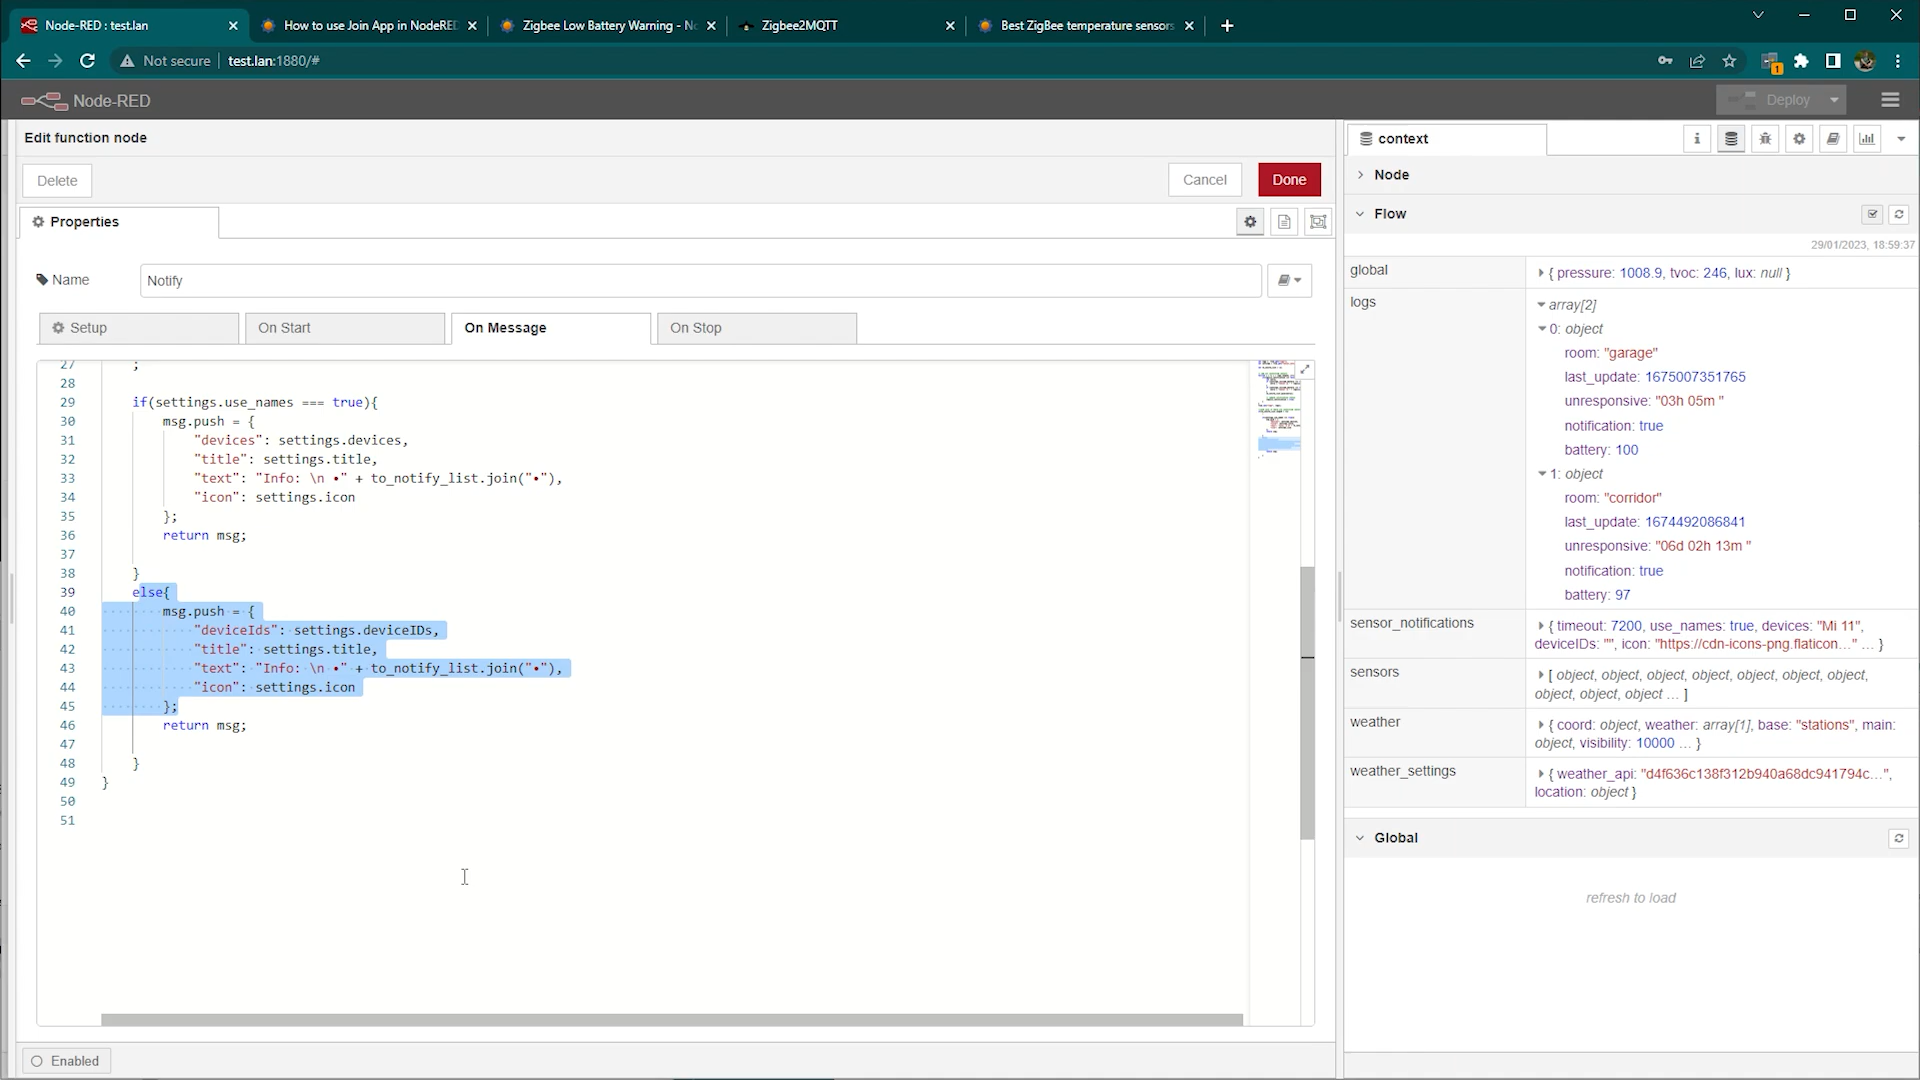 Node-RED : test.lan
How to use Join App in NodeRED
Zigbee Low Battery Warning - No
Zigbee2MQTT
Best ZigBee temperature sensors
Not secure
test.lan:1880/#
1
Node-RED
Deploy
Edit function node
Delete
Cancel
Done
Properties
Name
Notify
Setup
On Start
On Message
On Stop
27 ;
28
29 if(settings.use_names === true){
30 msg.push = {
31 "devices": settings.devices,
32 "title": settings.title,
33 "text": "Info: \n •" + to_notify_list.join("•"),
34 "icon": settings.icon
35 };
36 return msg;
37
38 }
39 else{
40 msg.push = {
41 "deviceIds": settings.deviceIDs,
42 "title": settings.title,
43 "text": "Info: \n •" + to_notify_list.join("•"),
44 "icon": settings.icon
45 };
46 return msg;
47
48 }
49 }
50
51
Enabled
context
i
Node
Flow
29/01/2023, 18:59:37
global
{ pressure: 1008.9, tvoc: 246, lux: null }
logs
array[2]
0: object
room: "garage"
last_update: 1675007351765
unresponsive: "03h 05m "
notification: true
battery: 100
1: object
room: "corridor"
last_update: 1674492086841
unresponsive: "06d 02h 13m "
notification: true
battery: 97
sensor_notifications
{ timeout: 7200, use_names: true, devices: "Mi 11",
deviceIDs: "", icon: "https://cdn-icons-png.flaticon…" … }
sensors
[ object, object, object, object, object, object, object,
object, object, object … ]
weather
{ coord: object, weather: array[1], base: "stations", main:
object, visibility: 10000 … }
weather_settings
{ weather_api: "d4f636c138f312b940a68dc941794c…",
location: object }
Global
refresh to load